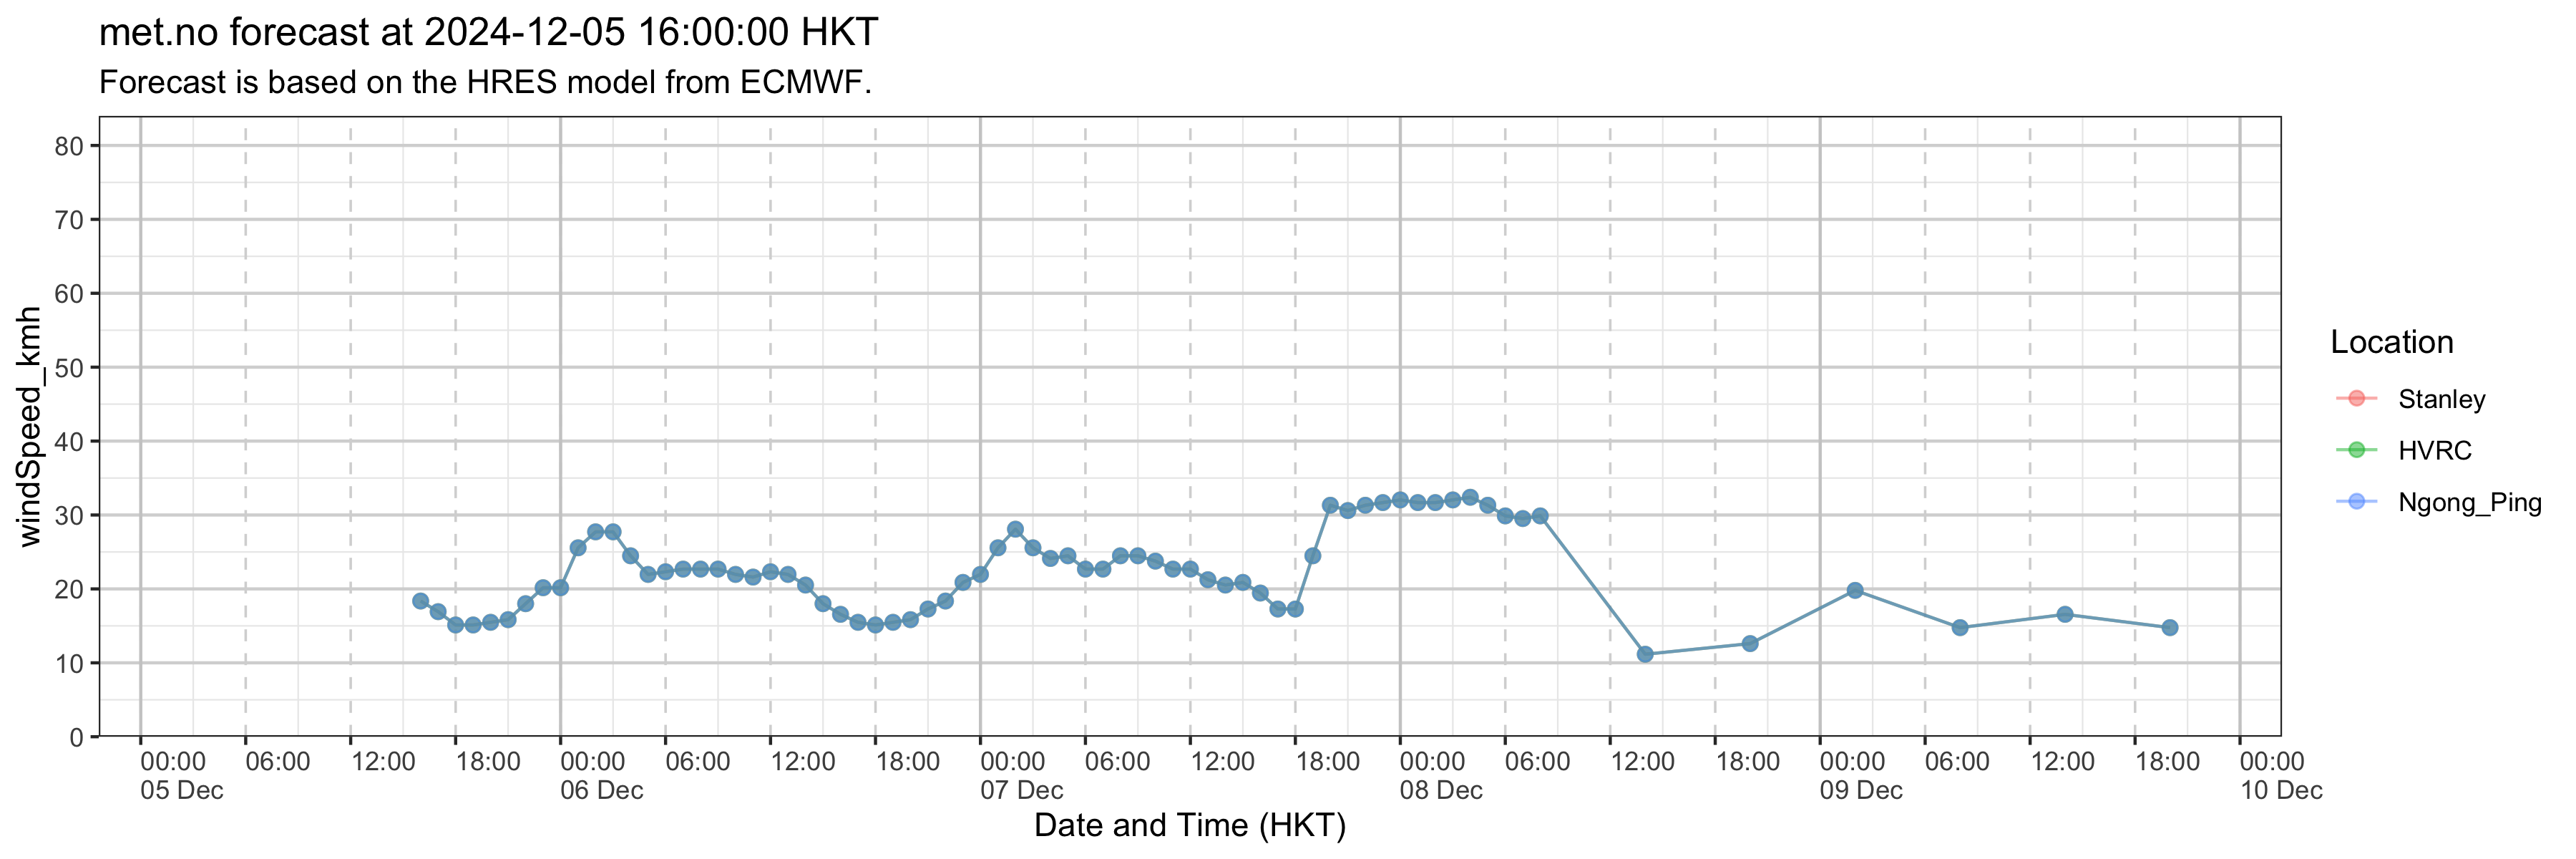 met.no forecast at 2024-12-05 16:00:00 HKT
Forecast is based on the HRES model from ECMWF.
windSpeed_kmh
80
70
60
50
40
30
20
10
0
00:00 06:00 12:00 18:00 00:00 06:00 12:00 18:00 00:00 06:00 12:00 18:00 00:00 06:00 12:00 18:00 00:00 06:00 12:00 18:00 00:00
05 Dec 06 Dec 07 Dec 08 Dec 09 Dec 10 Dec
Date and Time (HKT)
Location
Stanley
HVRC
Ngong_Ping